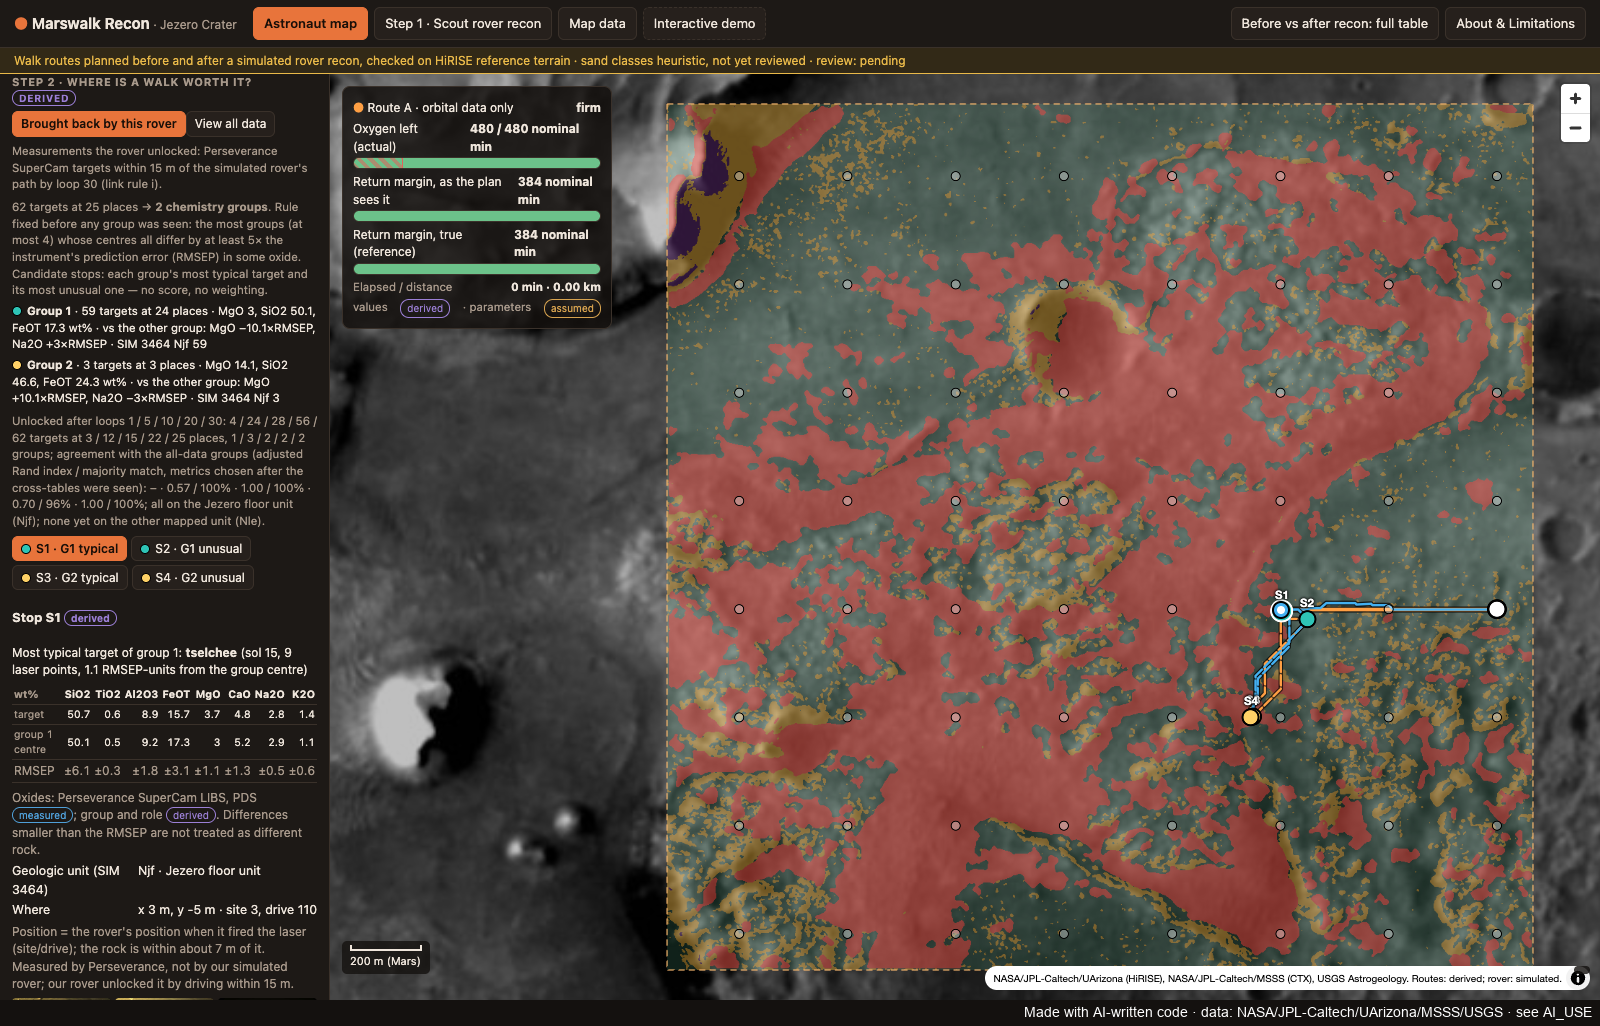 Marswalk Recon · Jezero Crater
Astronaut map
Step 1 · Scout rover recon
Map data
Interactive demo
Before vs after recon: full table
About & Limitations
Walk routes planned before and after a simulated rover recon, checked on HiRISE reference terrain · sand classes heuristic, not yet reviewed · review: pending
STEP 2 · WHERE IS A WALK WORTH IT?
DERIVED
Brought back by this rover
View all data
Measurements the rover unlocked: Perseverance
SuperCam targets within 15 m of the simulated rover's
path by loop 30 (link rule i).
62 targets at 25 places → 2 chemistry groups. Rule
fixed before any group was seen: the most groups (at
most 4) whose centres all differ by at least 5× the
instrument's prediction error (RMSEP) in some oxide.
Candidate stops: each group's most typical target and
its most unusual one — no score, no weighting.
Group 1 · 59 targets at 24 places · MgO 3, SiO2 50.1,
FeOT 17.3 wt% · vs the other group: MgO −10.1×RMSEP,
Na2O +3×RMSEP · SIM 3464 Njf 59
Group 2 · 3 targets at 3 places · MgO 14.1, SiO2
46.6, FeOT 24.3 wt% · vs the other group: MgO
+10.1×RMSEP, Na2O −3×RMSEP · SIM 3464 Njf 3
Unlocked after loops 1 / 5 / 10 / 20 / 30: 4 / 24 / 28 / 56 /
62 targets at 3 / 12 / 15 / 22 / 25 places, 1 / 3 / 2 / 2 / 2
groups; agreement with the all-data groups (adjusted
Rand index / majority match, metrics chosen after the
cross-tables were seen): – · 0.57 / 100% · 1.00 / 100% ·
0.70 / 96% · 1.00 / 100%; all on the Jezero floor unit
(Njf); none yet on the other mapped unit (Nle).
S1 · G1 typical
S2 · G1 unusual
S3 · G2 typical
S4 · G2 unusual
Stop S1 derived
Most typical target of group 1: tselchee (sol 15, 9
laser points, 1.1 RMSEP-units from the group centre)
wt% SiO2 TiO2 Al2O3 FeOT MgO CaO Na2O K2O
target 50.7 0.6 8.9 15.7 3.7 4.8 2.8 1.4
group 1
centre 50.1 0.5 9.2 17.3 3 5.2 2.9 1.1
RMSEP ±6.1 ±0.3 ±1.8 ±3.1 ±1.1 ±1.3 ±0.5 ±0.6
Oxides: Perseverance SuperCam LIBS, PDS
measured; group and role derived. Differences
smaller than the RMSEP are not treated as different
rock.
Geologic unit (SIM
3464)
Njf · Jezero floor unit
Where
x 3 m, y -5 m · site 3, drive 110
Position = the rover's position when it fired the laser
(site/drive); the rock is within about 7 m of it.
Measured by Perseverance, not by our simulated
rover; our rover unlocked it by driving within 15 m.
Route A · orbital data only
firm
Oxygen left
(actual)
480 / 480 nominal
min
Return margin, as the plan
sees it
384 nominal
min
Return margin, true
(reference)
384 nominal
min
Elapsed / distance
0 min · 0.00 km
values derived · parameters assumed
+
−
S1
S2
S4
200 m (Mars)
NASA/JPL-Caltech/UArizona (HiRISE), NASA/JPL-Caltech/MSSS (CTX), USGS Astrogeology. Routes: derived; rover: simulated.
Made with AI-written code · data: NASA/JPL-Caltech/UArizona/MSSS/USGS · see AI_USE